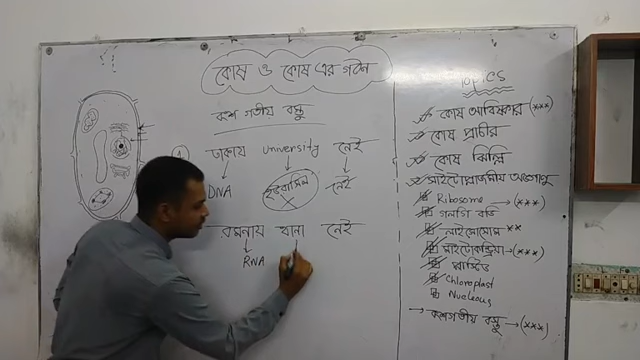 কোষ ও কোষ এর গঠন
বংশ গতীয় বস্তু
ঢাকায় university নেই
DNA ইউরাসিল নেই
রমনায় থানা নেই
RNA
Topics
কোষ আবিষ্কার (***)
কোষ প্রাচীর
কোষ ঝিল্লি
সাইটোপ্লাজমীয় অঙ্গাণু
Ribosome → (***)
গলগি বডি
লাইসোসোম **
মাইটোকন্ড্রিয়া → (***)
প্লাস্টিড
Chloroplast
Nucleous
→ বংশগতীয় বস্তু → (***)